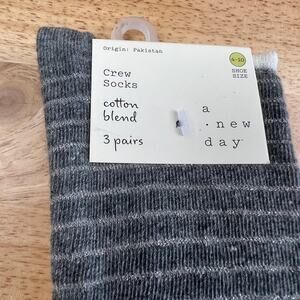 Origin: Pakistan
Crew
Socks
cotton
blend
3 pairs
4-10
SHOE
SIZE
a
· new
day